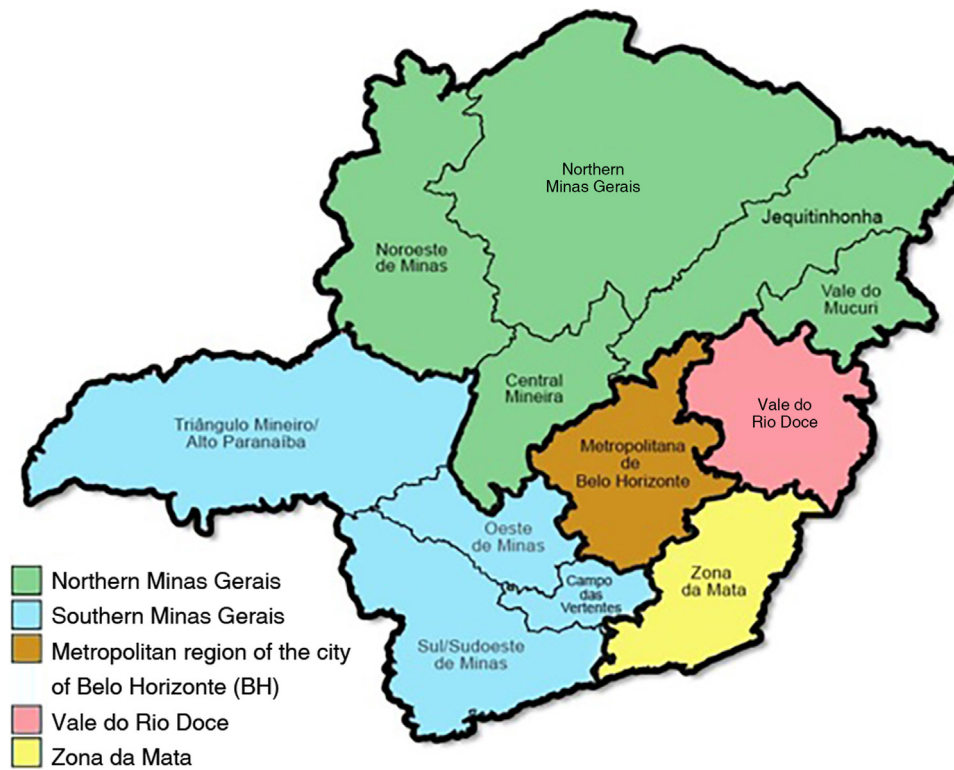 Northern
Minas Gerais
Jequitinhonha
Noroeste
de Minas
Vale do
Mucuri
Central
Mineira
Vale do
Rio Doce
Triângulo Mineiro/
Alto Paranaíba
Metropolitana
de
Belo Horizonte
Oeste
de Minas
Zona
da Mata
Campo
das
Vertentes
Sul/Sudoeste
de Minas
Northern Minas Gerais
Southern Minas Gerais
Metropolitan region of the city
of Belo Horizonte (BH)
Vale do Rio Doce
Zona da Mata